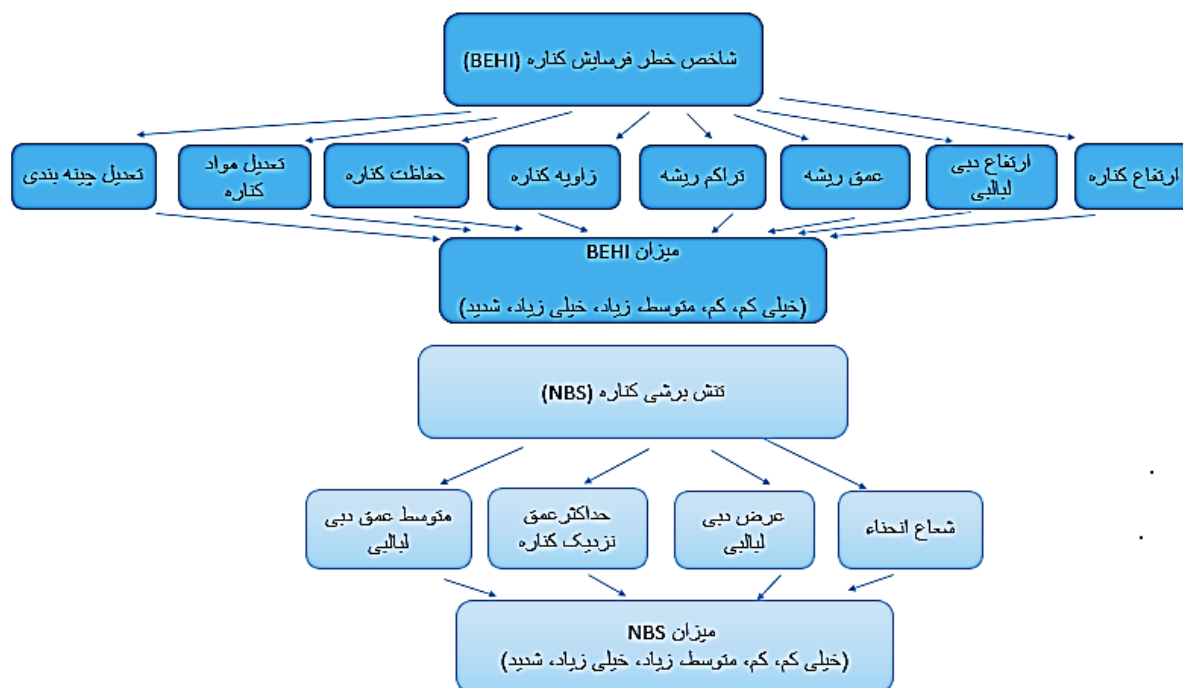 شاخص خطر فرسایش کناره (BEHI)
ارتفاع کناره
ارتفاع دبی
لبالبی
عمق ریشه
تراکم ریشه
زاویه کناره
حفاظت کناره
تعدیل مواد
کناره
تعدیل چینه بندی
میزان BEHI
(خیلی کم، کم، متوسط، زیاد، خیلی زیاد، شدید)
تنش برشی کناره (NBS)
شعاع انحناء
عرض دبی
لبالبی
حداکثرعمق
نزدیک کناره
متوسط عمق دبی
لبالبی
میزان NBS
(خیلی کم، کم، متوسط، زیاد، خیلی زیاد، شدید)